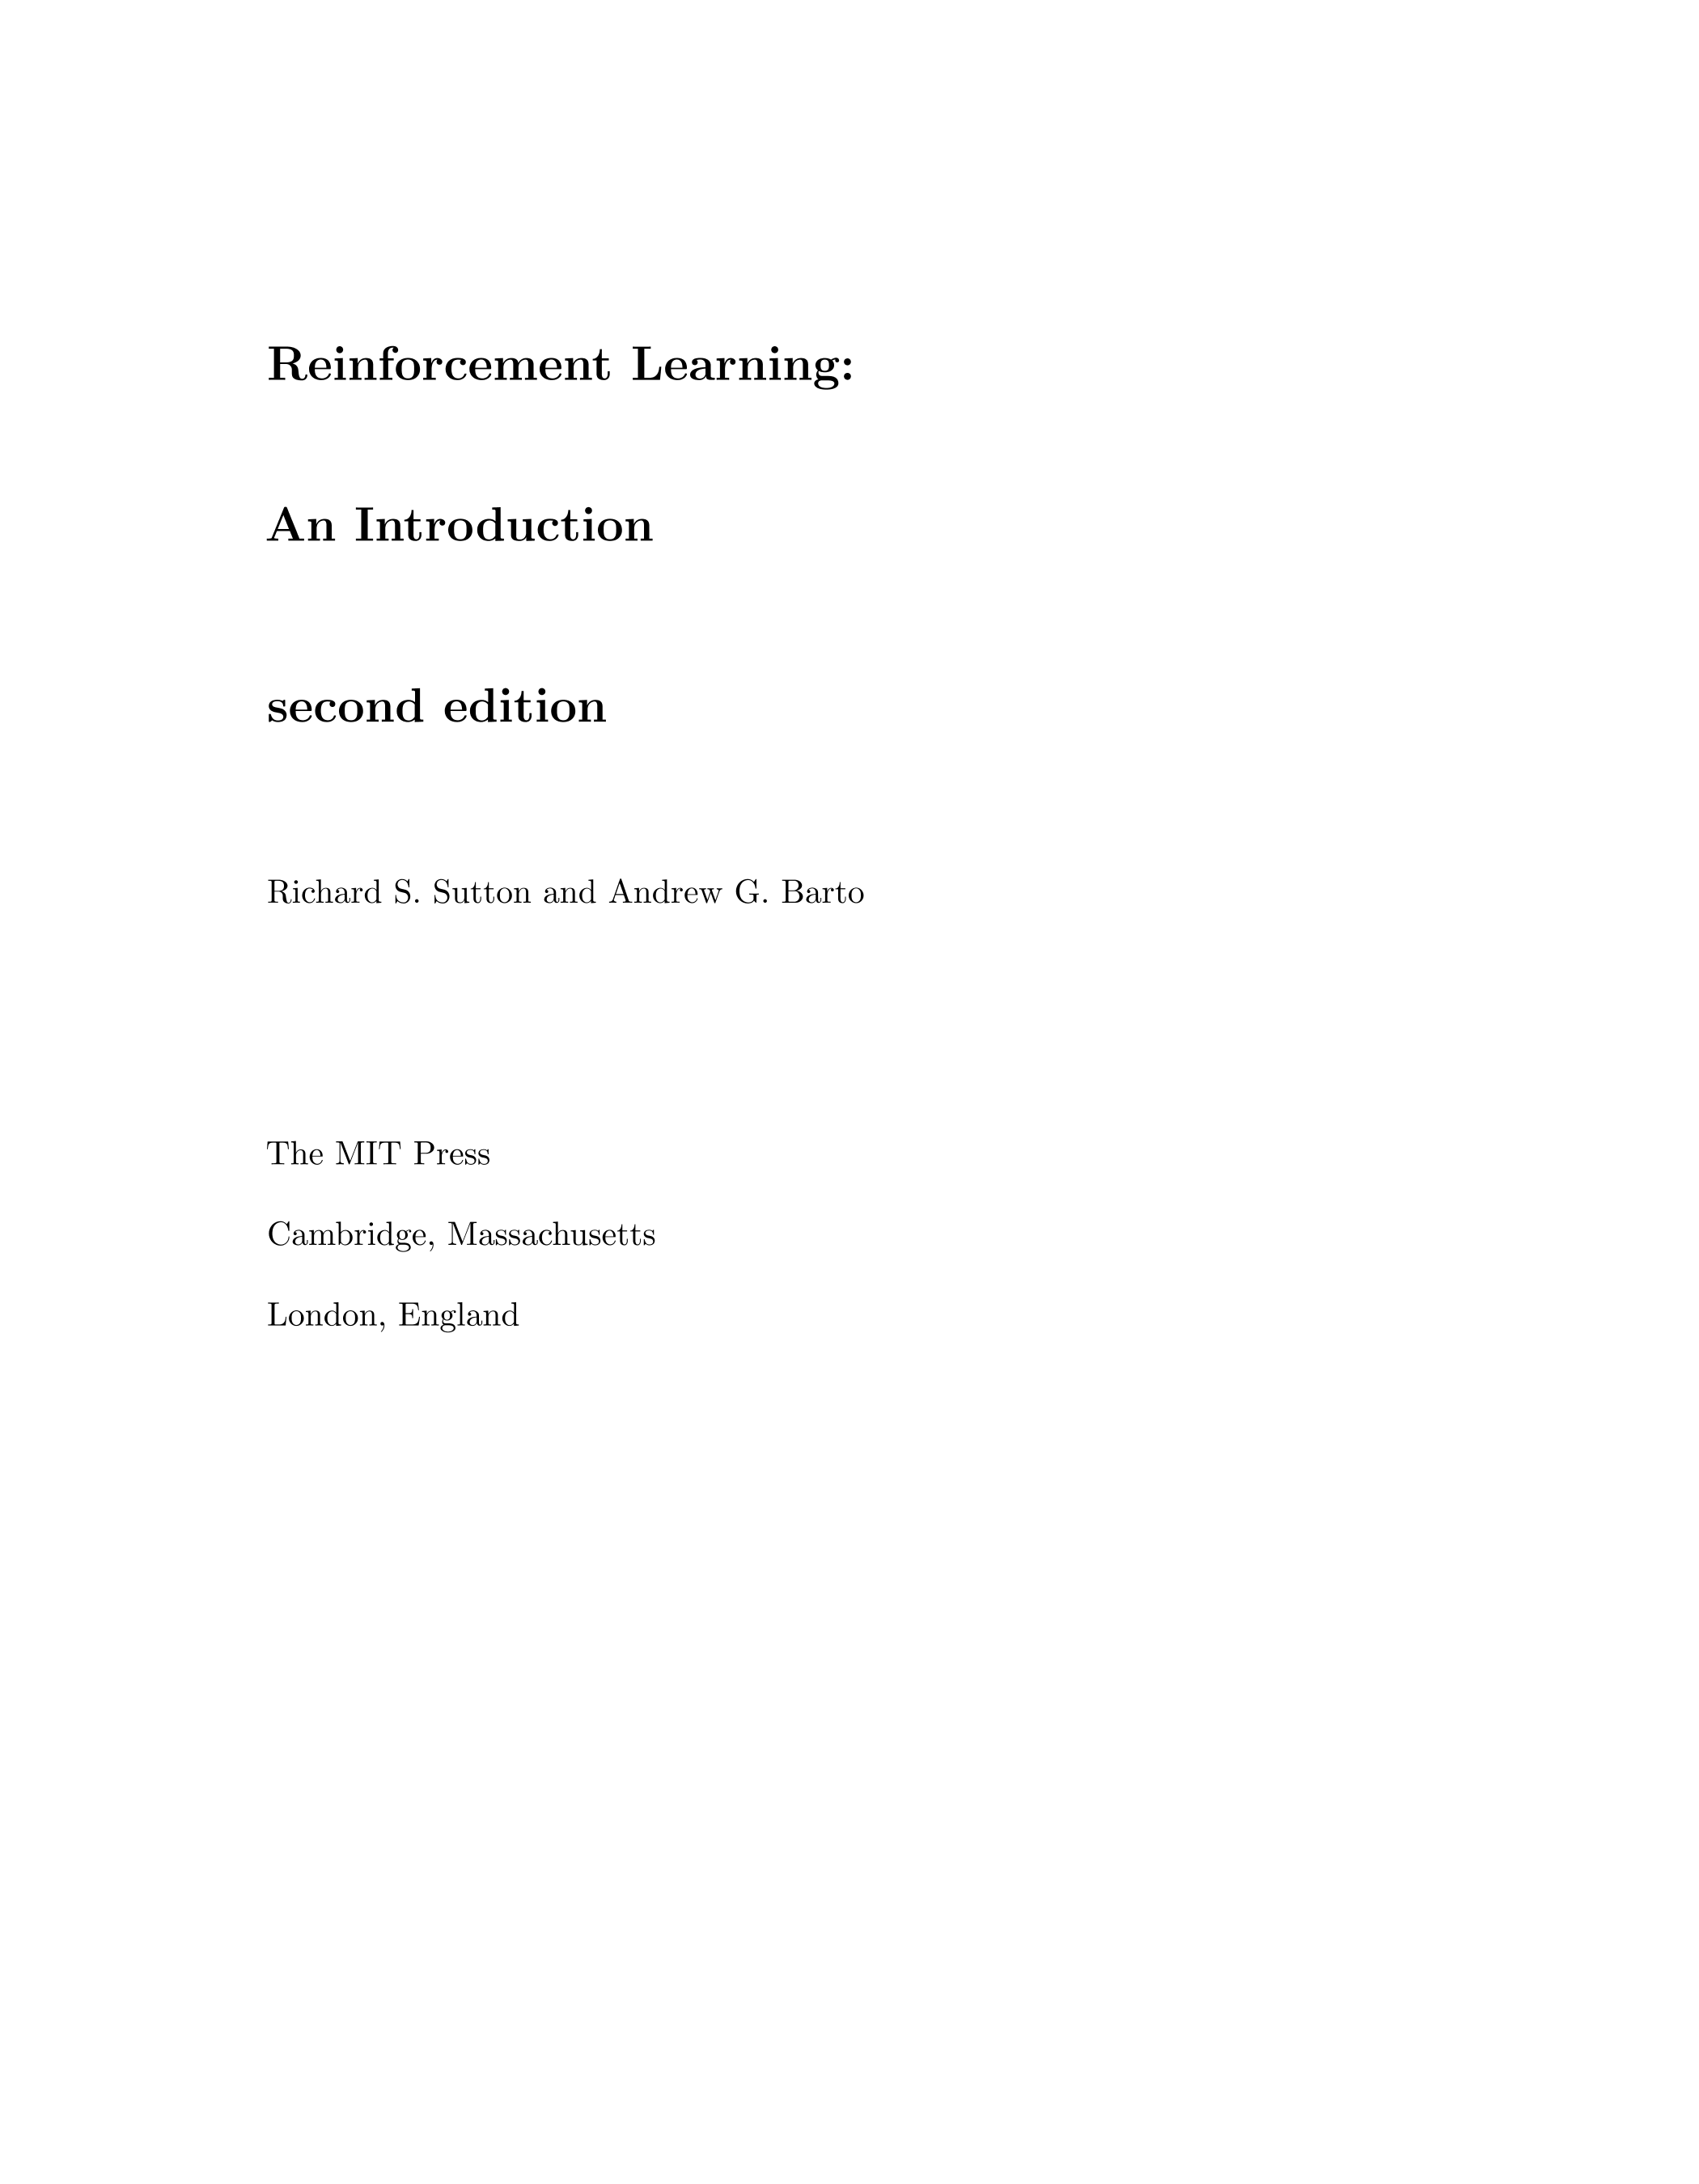 Reinforcement Learning:
An Introduction
second edition
Richard S. Sutton and Andrew G. Barto
The MIT Press
Cambridge, Massachusetts
London, England